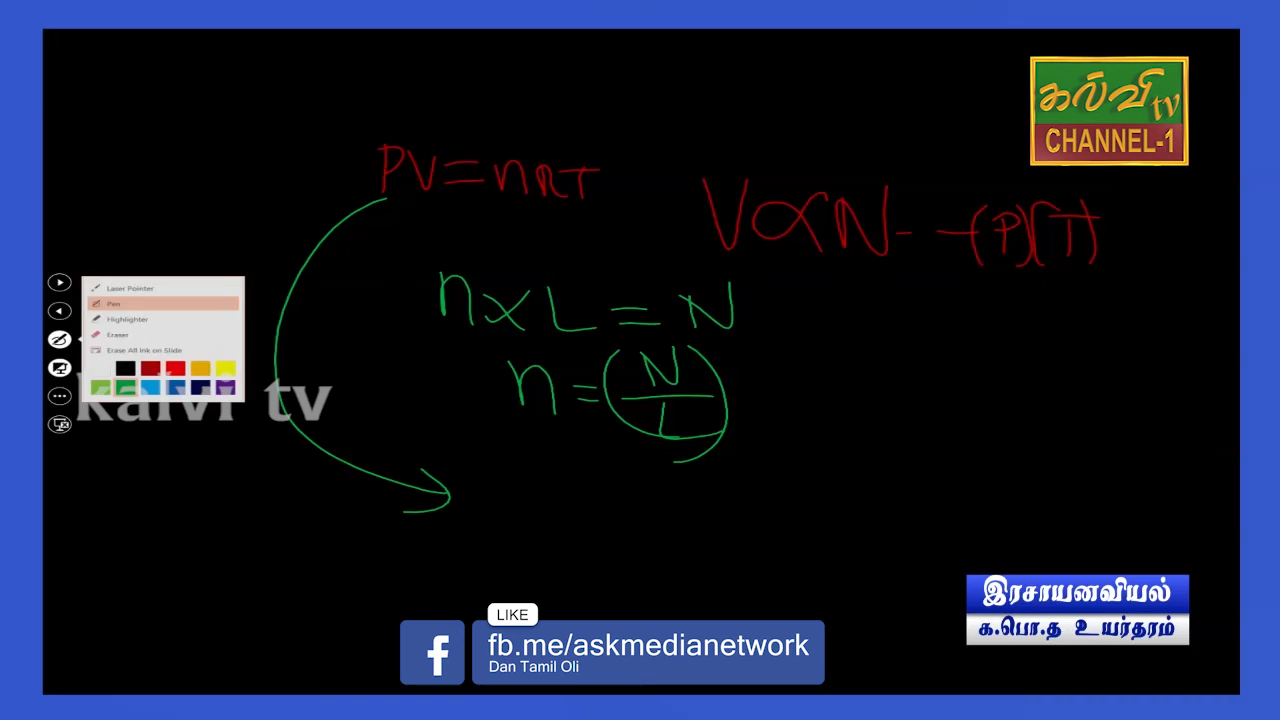 கல்வி tv
CHANNEL-1
PV = nRT
V∝N - -(P)(T)
n×L = N
n = (N/L)
Laser Pointer
Pen
Highlighter
Eraser
Erase All Ink on Slide
kalvi tv
இரசாயனவியல்
க.பொ.த உயர்தரம்
LIKE
f
fb.me/askmedianetwork
Dan Tamil Oli